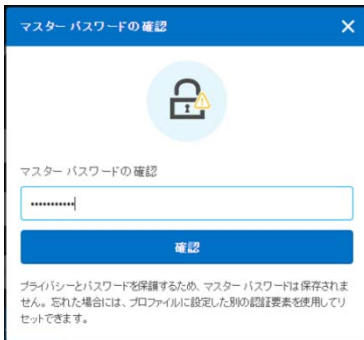 マスター パスワードの確認
マスター パスワードの確認
•••••••••••
確認
プライバシーとパスワードを保護するため、マスター パスワードは保存されま
せん。忘れた場合には、プロファイルに設定した別の認証要素を使用してリ
セットできます。